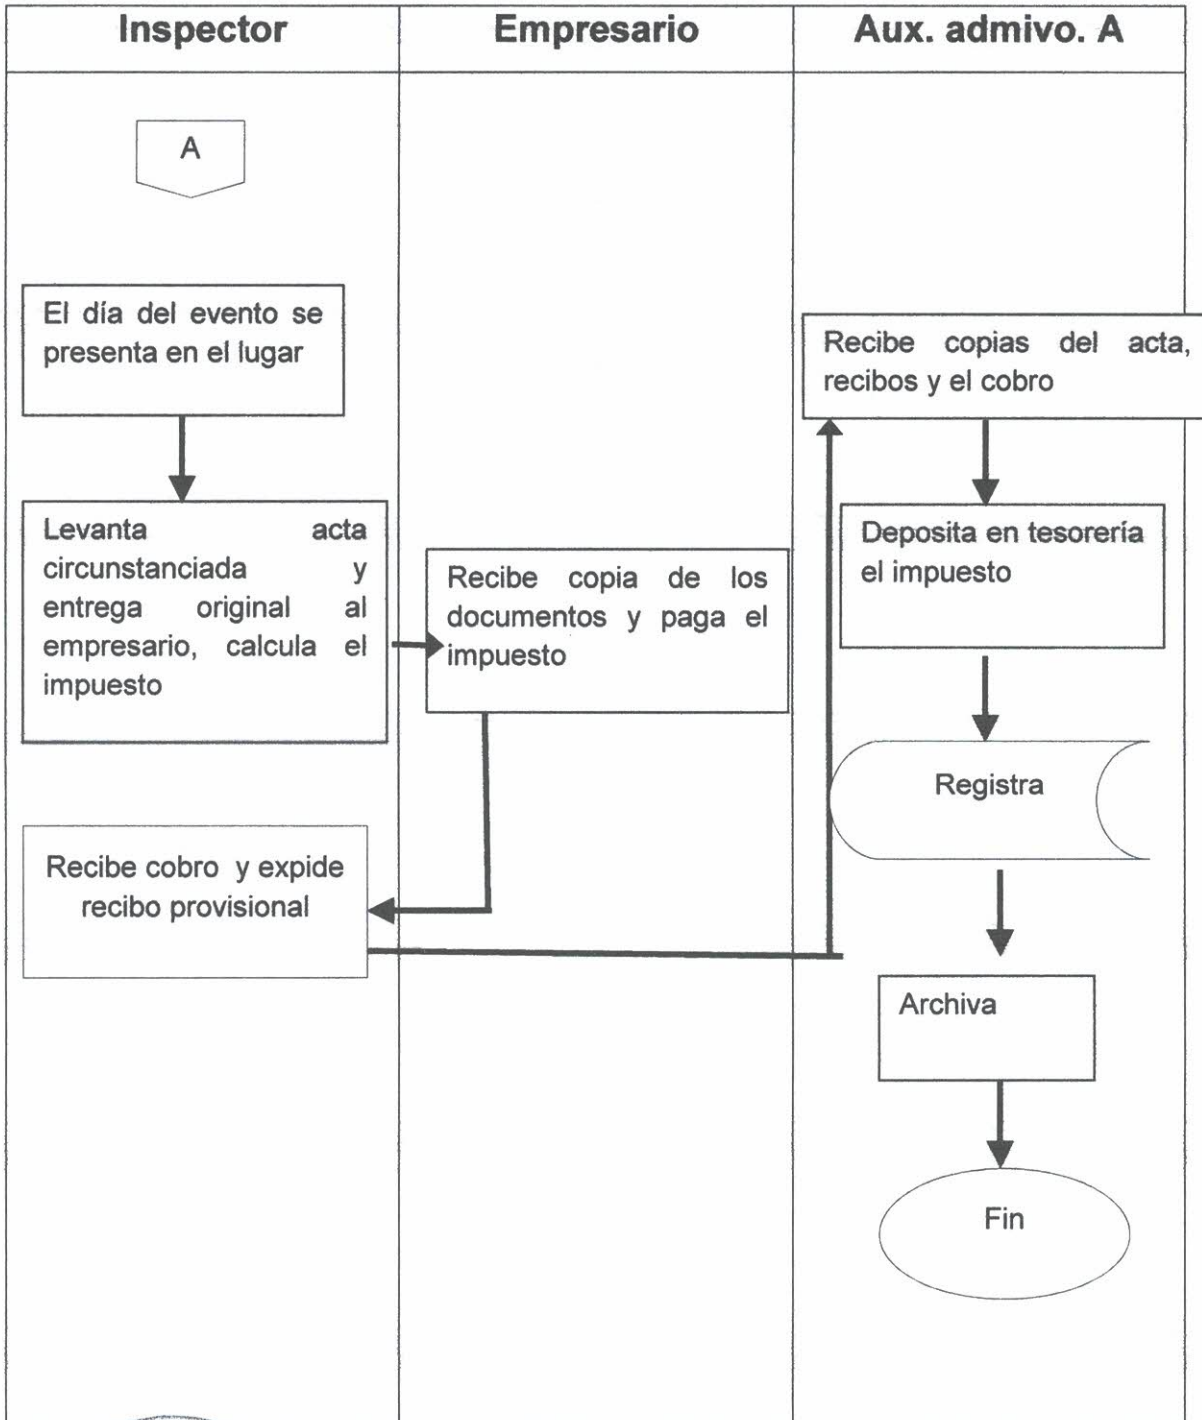 Inspector
Empresario
Aux. admivo. A
A
El día del evento se
presenta en el lugar
Levanta acta
circunstanciada y
entrega original al
empresario, calcula el
impuesto
Recibe copia de los
documentos y paga el
impuesto
Recibe cobro y expide
recibo provisional
Recibe copias del acta,
recibos y el cobro
Deposita en tesorería
el impuesto
Registra
Archiva
Fin